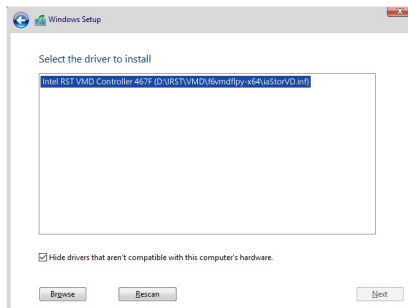 Windows Setup
Select the driver to install
Intel RST VMD Controller 467F (D:\IRST\VMD\f6vmdflpy-x64\iaStorVD.inf)
Hide drivers that aren't compatible with this computer's hardware.
Browse Rescan Next